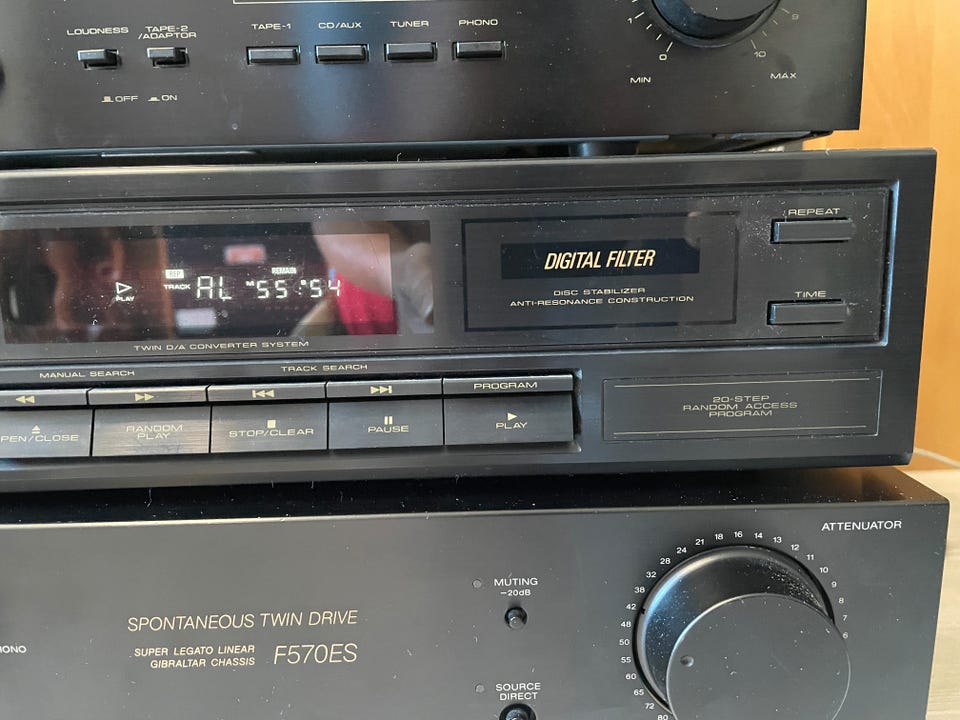 LOUDNESS
TAPE-2
/ADAPTOR
TAPE-1
CD/AUX
TUNER
PHONO
OFF
ON
1
0
MIN
9
10
MAX
REP
REMAIN
PLAY
TRACK
AL
M
55:54
TWIN D/A CONVERTER SYSTEM
DIGITAL FILTER
DISC STABILIZER
ANTI-RESONANCE CONSTRUCTION
REPEAT
TIME
MANUAL SEARCH
TRACK SEARCH
PROGRAM
PEN/CLOSE
RANDOM
PLAY
STOP/CLEAR
PAUSE
PLAY
20-STEP
RANDOM ACCESS
PROGRAM
ATTENUATOR
80 72 65 60 55 50 48 42 38 32 28 24 21 18 16 14 13 12 11 10 9 8 7 6
MUTING
-20dB
SPONTANEOUS TWIN DRIVE
SUPER LEGATO LINEAR
GIBRALTAR CHASSIS
F570ES
ONO
SOURCE
DIRECT